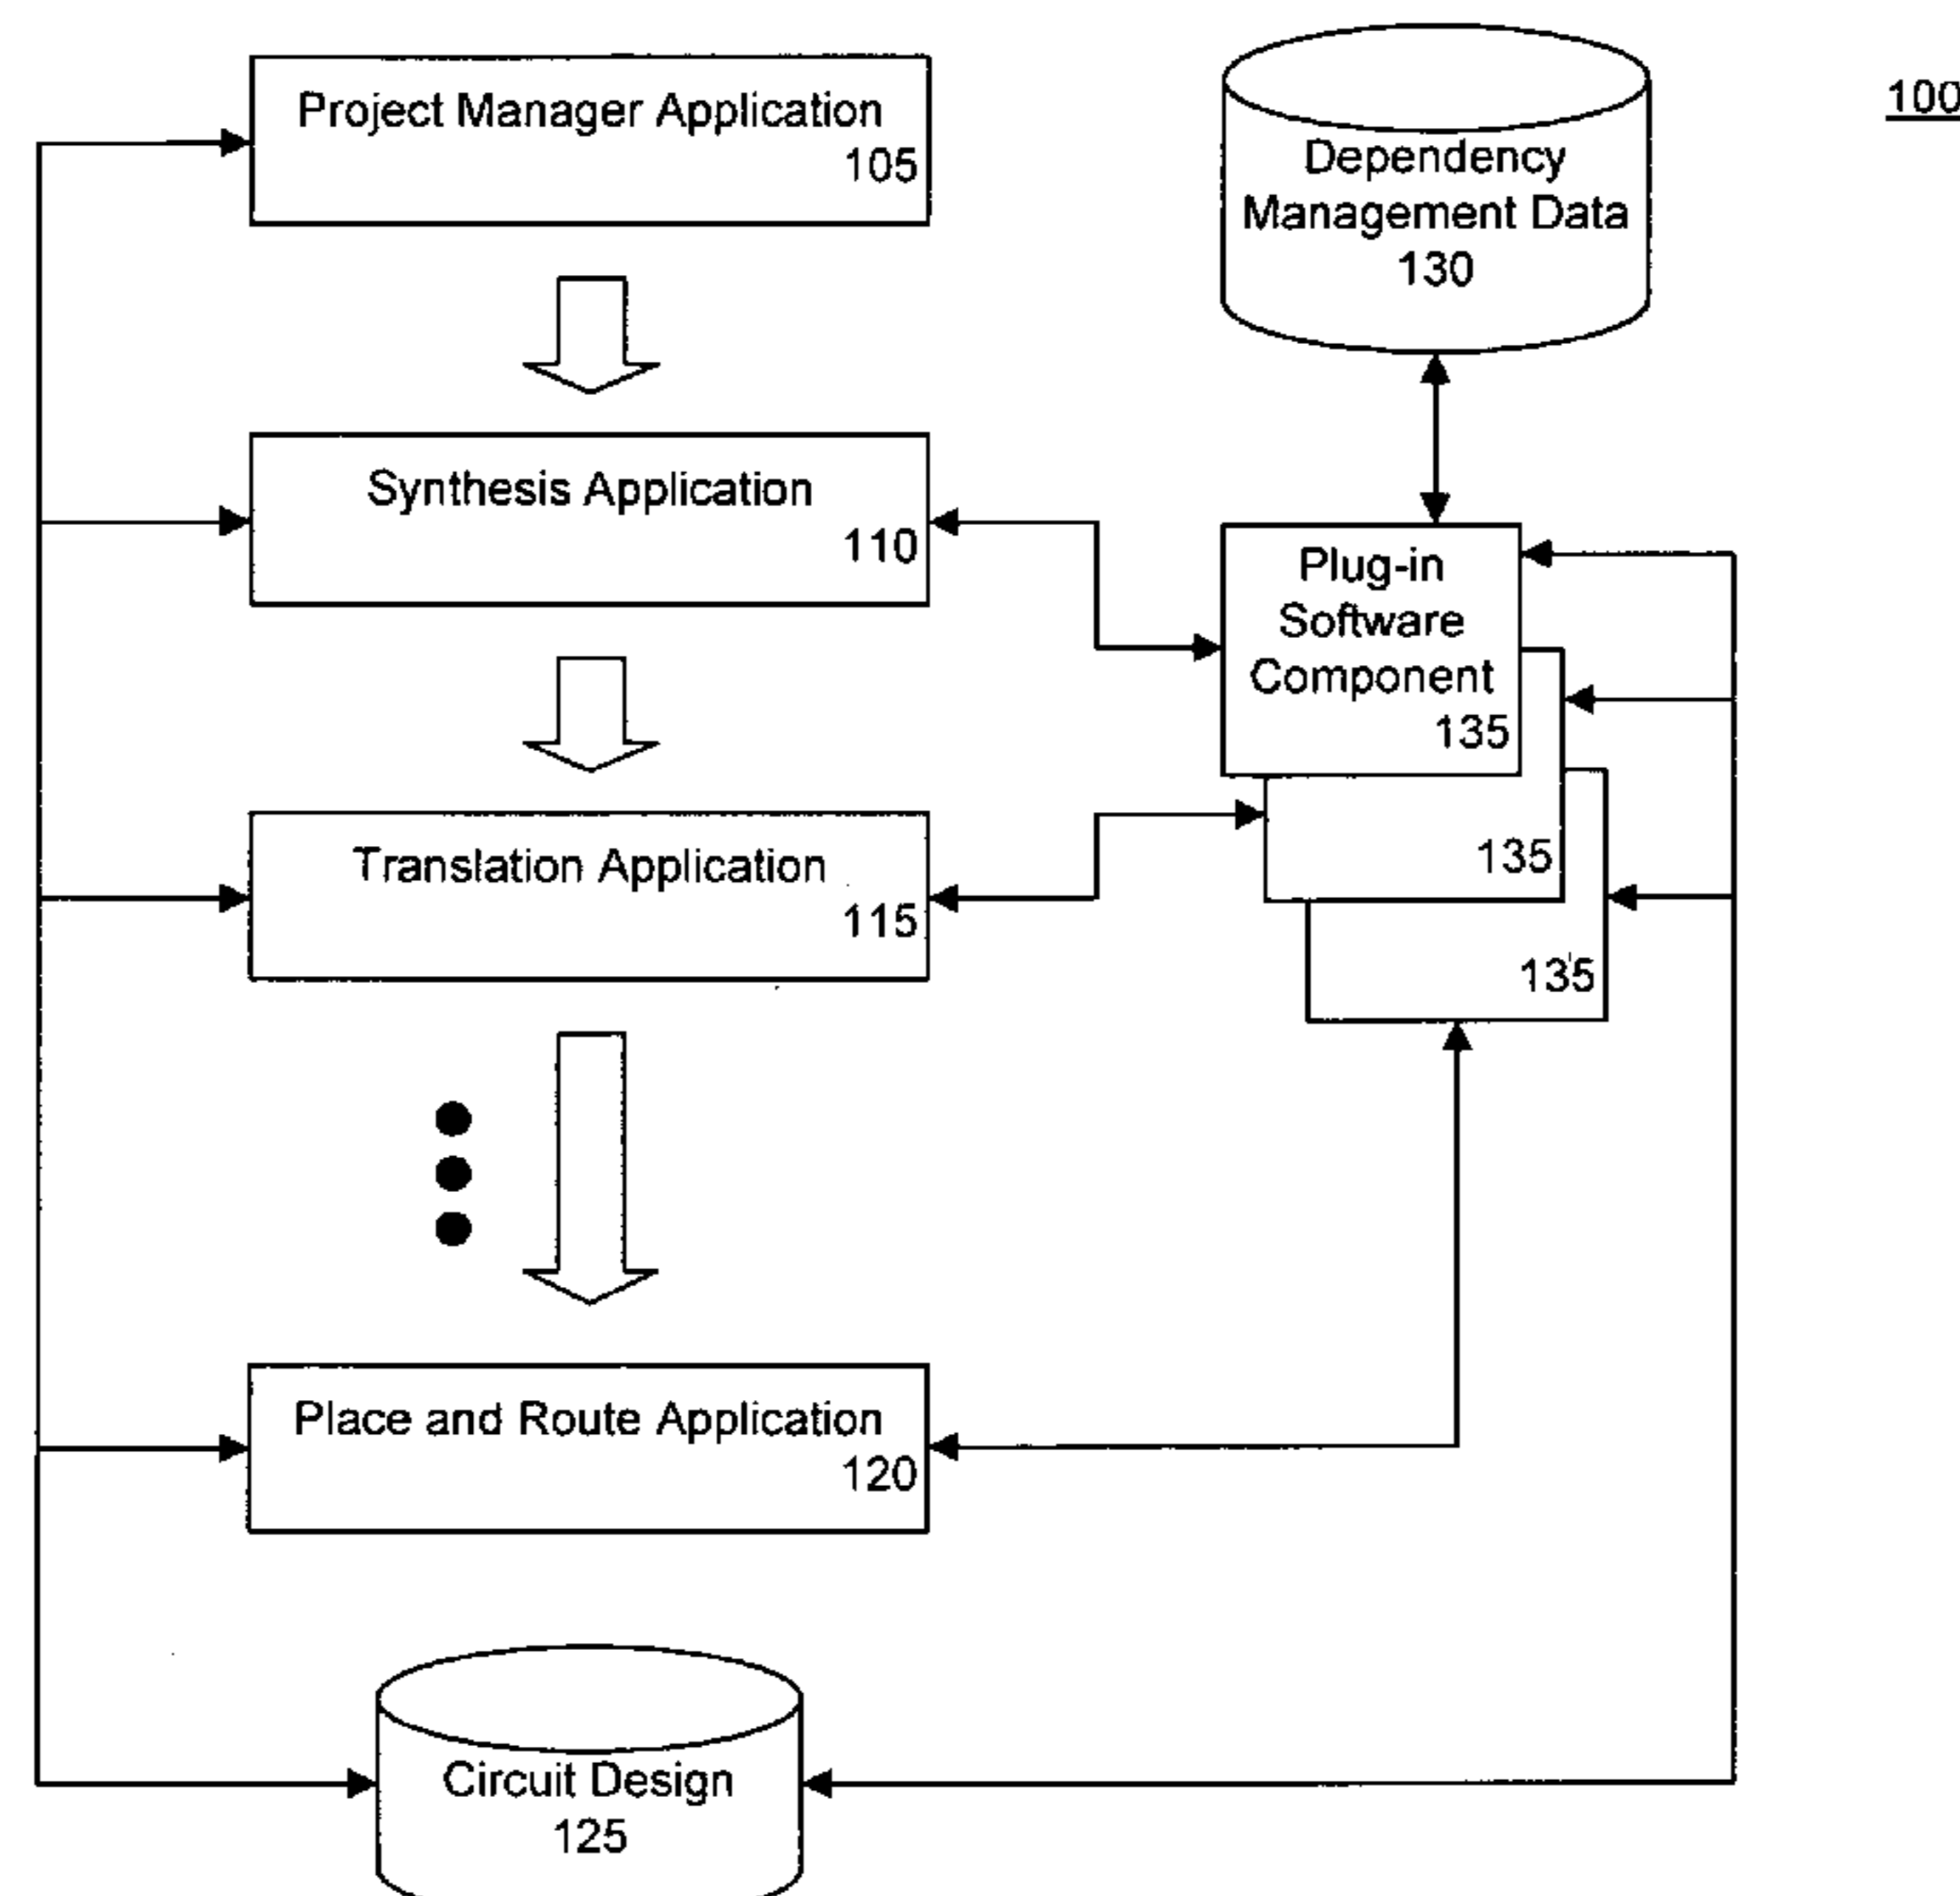 100
Project Manager Application
105
Dependency
Management Data
130
Synthesis Application
110
Plug-in
Software
Component
135
Translation Application
115
135
135
Place and Route Application
120
Circuit Design
125